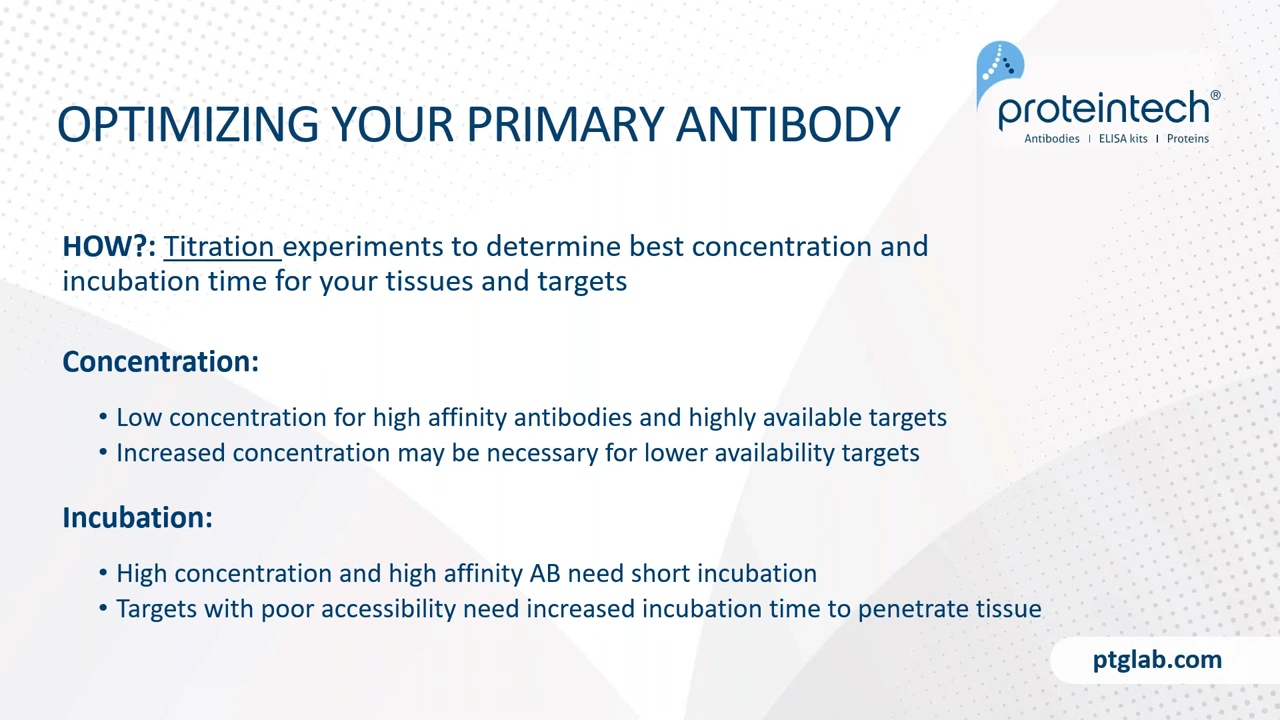 proteintech®
Antibodies | ELISA kits | Proteins
OPTIMIZING YOUR PRIMARY ANTIBODY
HOW?: Titration experiments to determine best concentration and
incubation time for your tissues and targets
Concentration:
• Low concentration for high affinity antibodies and highly available targets
• Increased concentration may be necessary for lower availability targets
Incubation:
• High concentration and high affinity AB need short incubation
• Targets with poor accessibility need increased incubation time to penetrate tissue
ptglab.com